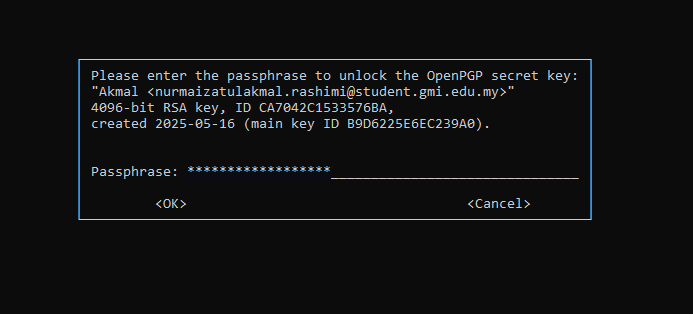 Please enter the passphrase to unlock the OpenPGP secret key:
"Akmal <nurmaizatulakmal.rashimi@student.gmi.edu.my>"
4096-bit RSA key, ID CA7042C1533576BA,
created 2025-05-16 (main key ID B9D6225E6EC239A0).
Passphrase: ******************_______________________________
<OK> <Cancel>